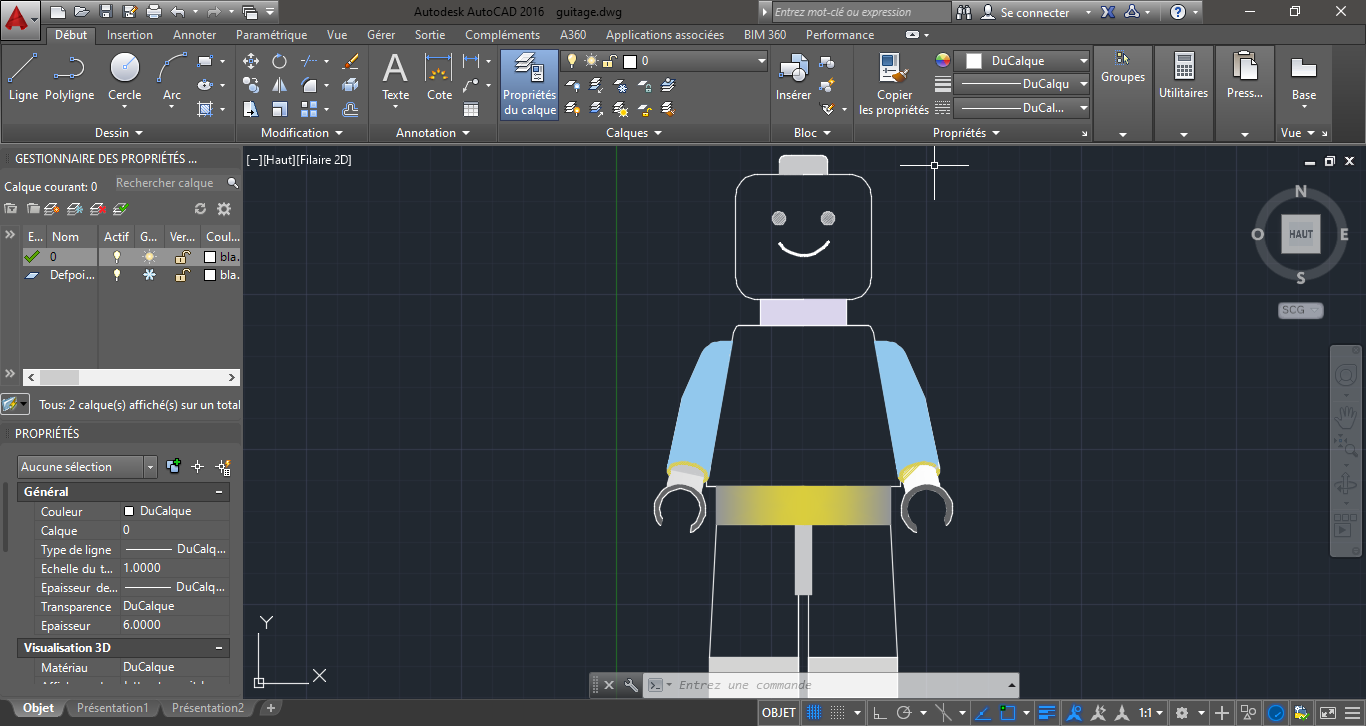 Autodesk AutoCAD 2016 guitage.dwg
Entrez mot-clé ou expression
Se connecter
Début Insertion Annoter Paramétrique Vue Gérer Sortie Compléments A360 Applications associées BIM 360 Performance
Ligne Polyligne Cercle Arc
Texte Cote
Propriétés
du calque
0
Insérer
Copier
les propriétés
DuCalque
DuCalqu
DuCal...
Groupes
Utilitaires
Press...
Base
Dessin Modification Annotation Calques Bloc Propriétés Vue
GESTIONNAIRE DES PROPRIÉTÉS ...
[−][Haut][Filaire 2D]
Calque courant: 0
Rechercher calque
E... Nom Actif G... Ver... Coul...
0 bla.
Defpoi... bla.
Tous: 2 calque(s) affiché(s) sur un total
PROPRIÉTÉS
Aucune sélection
Général
Couleur DuCalque
Calque 0
Type de ligne DuCalq...
Echelle du t... 1.0000
Epaisseur de... DuCalq...
Transparence DuCalque
Epaisseur 6.0000
Visualisation 3D
Matériau DuCalque
N
O HAUT E
S
SCG
Y
X
Entrez une commande
Objet Présentation1 Présentation2 +
OBJET
1:1